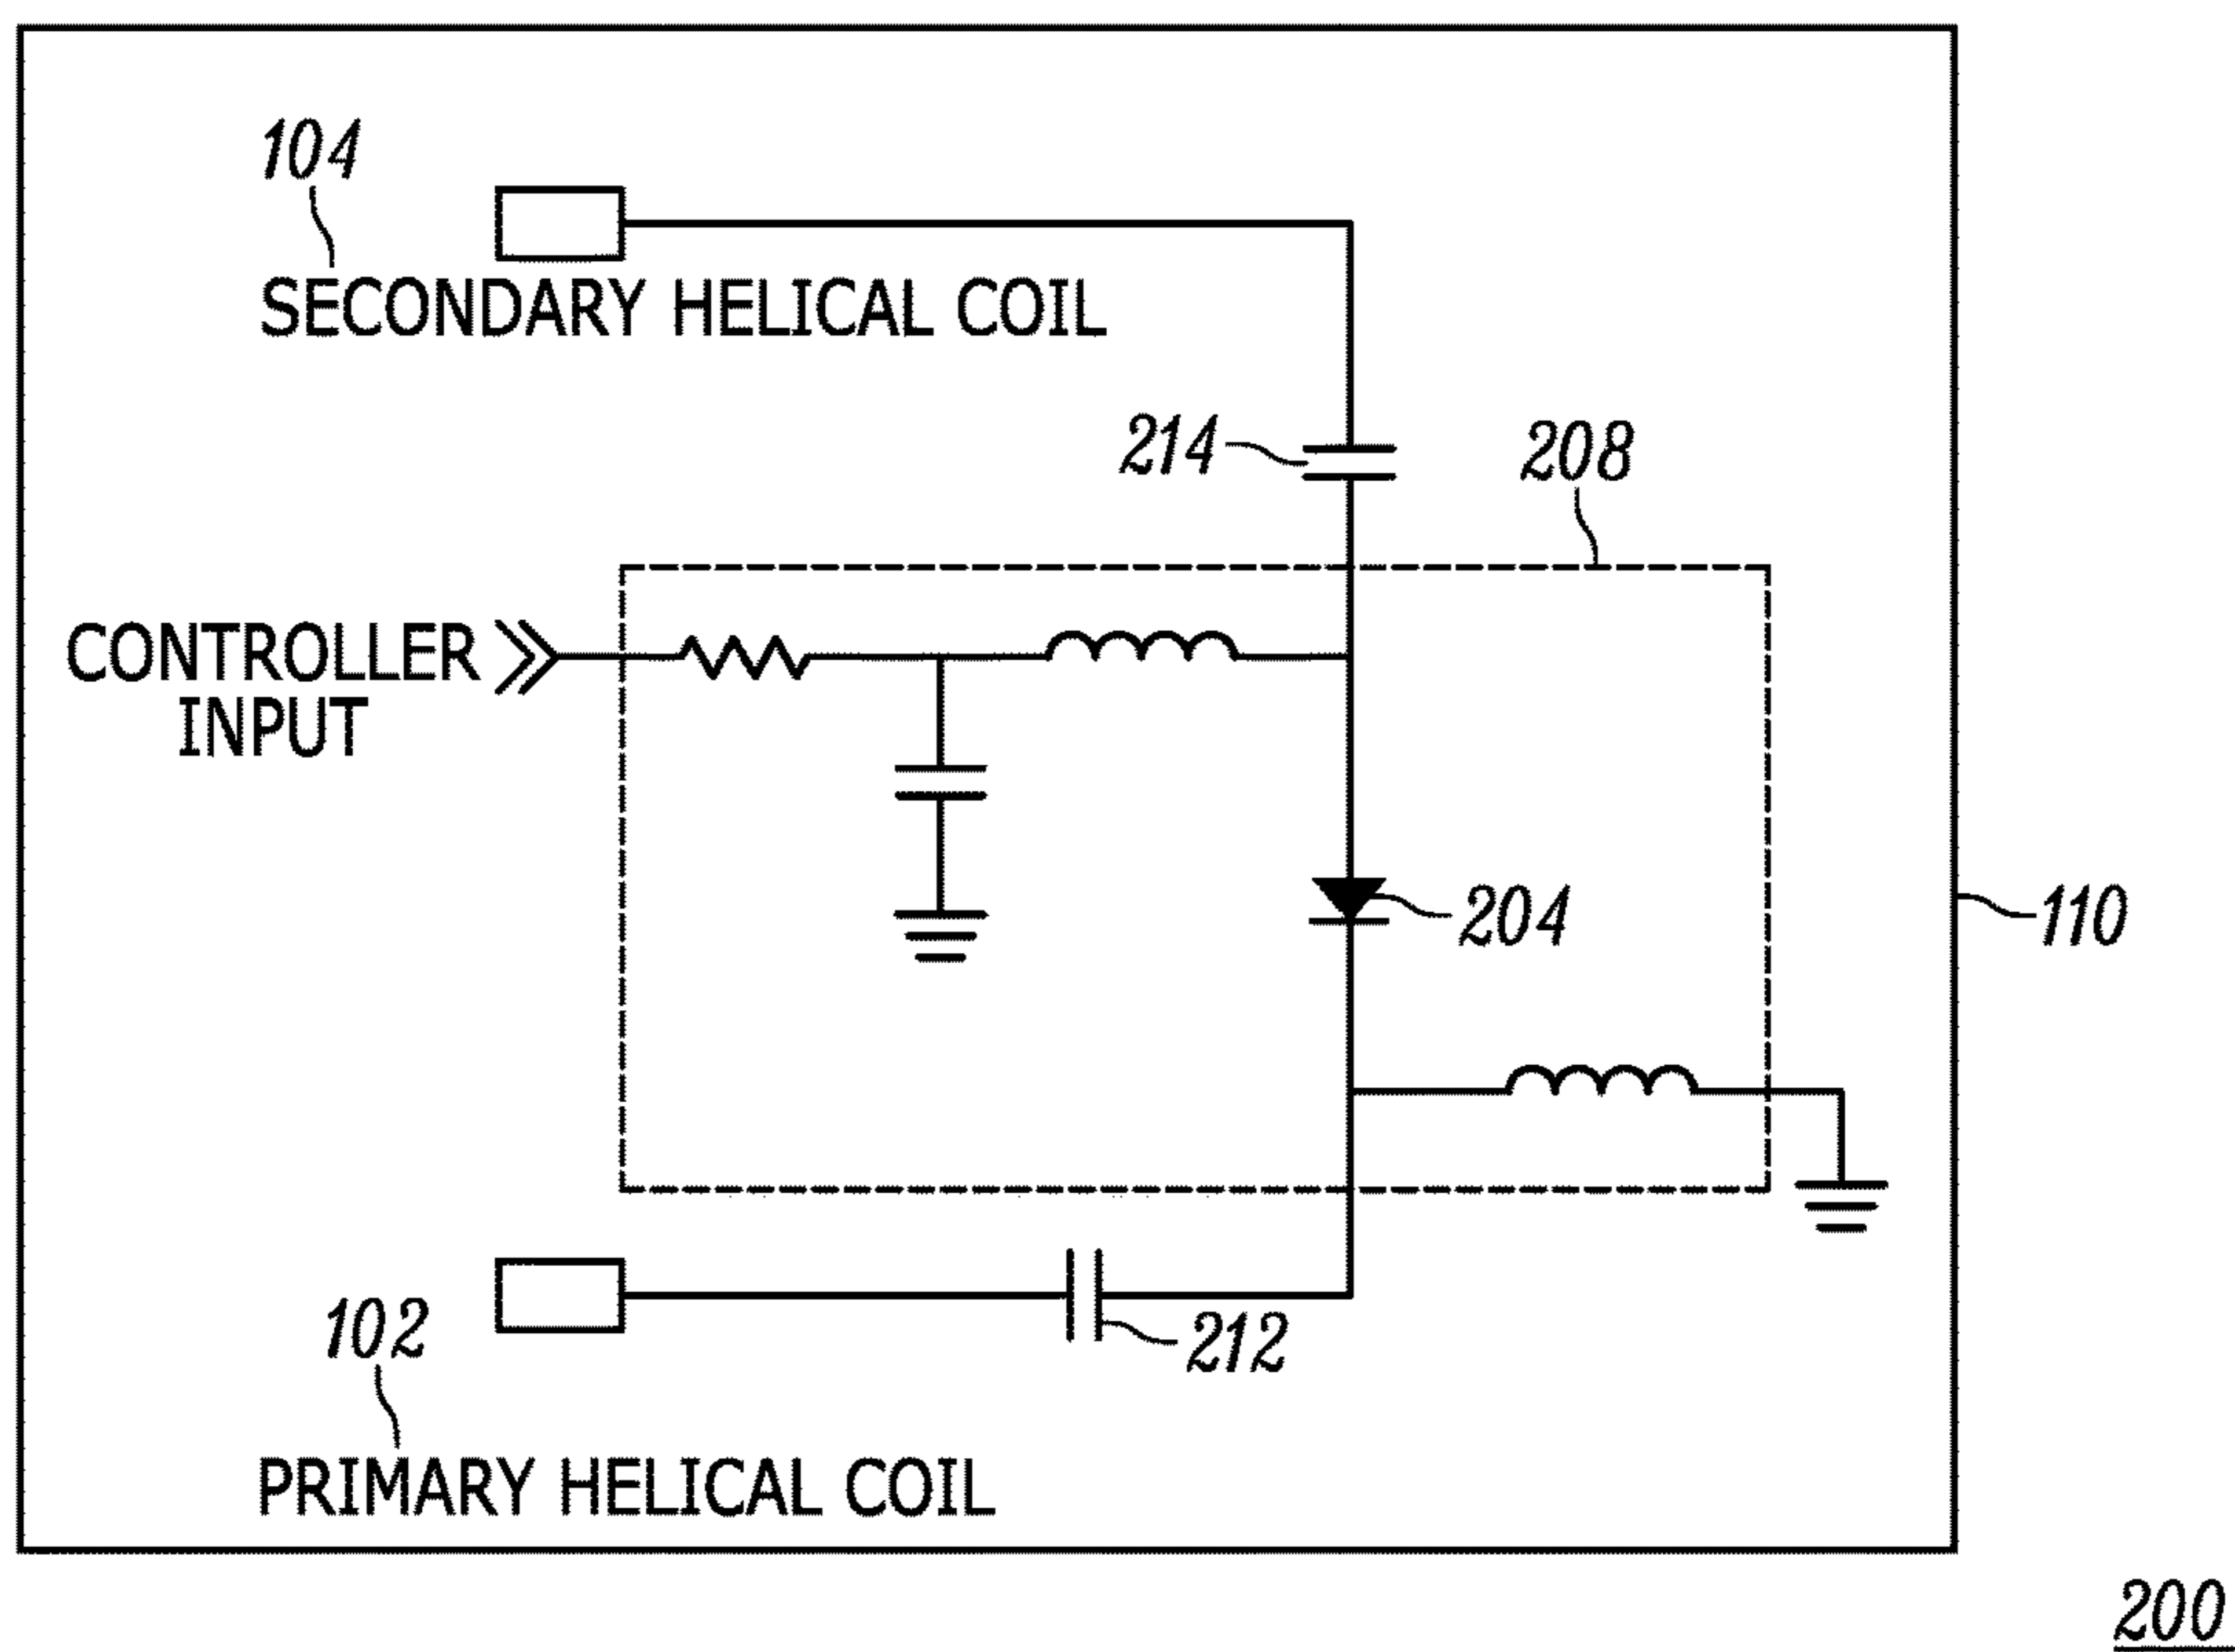 104
SECONDARY HELICAL COIL
214
208
CONTROLLER
INPUT
204
110
102
212
PRIMARY HELICAL COIL
200